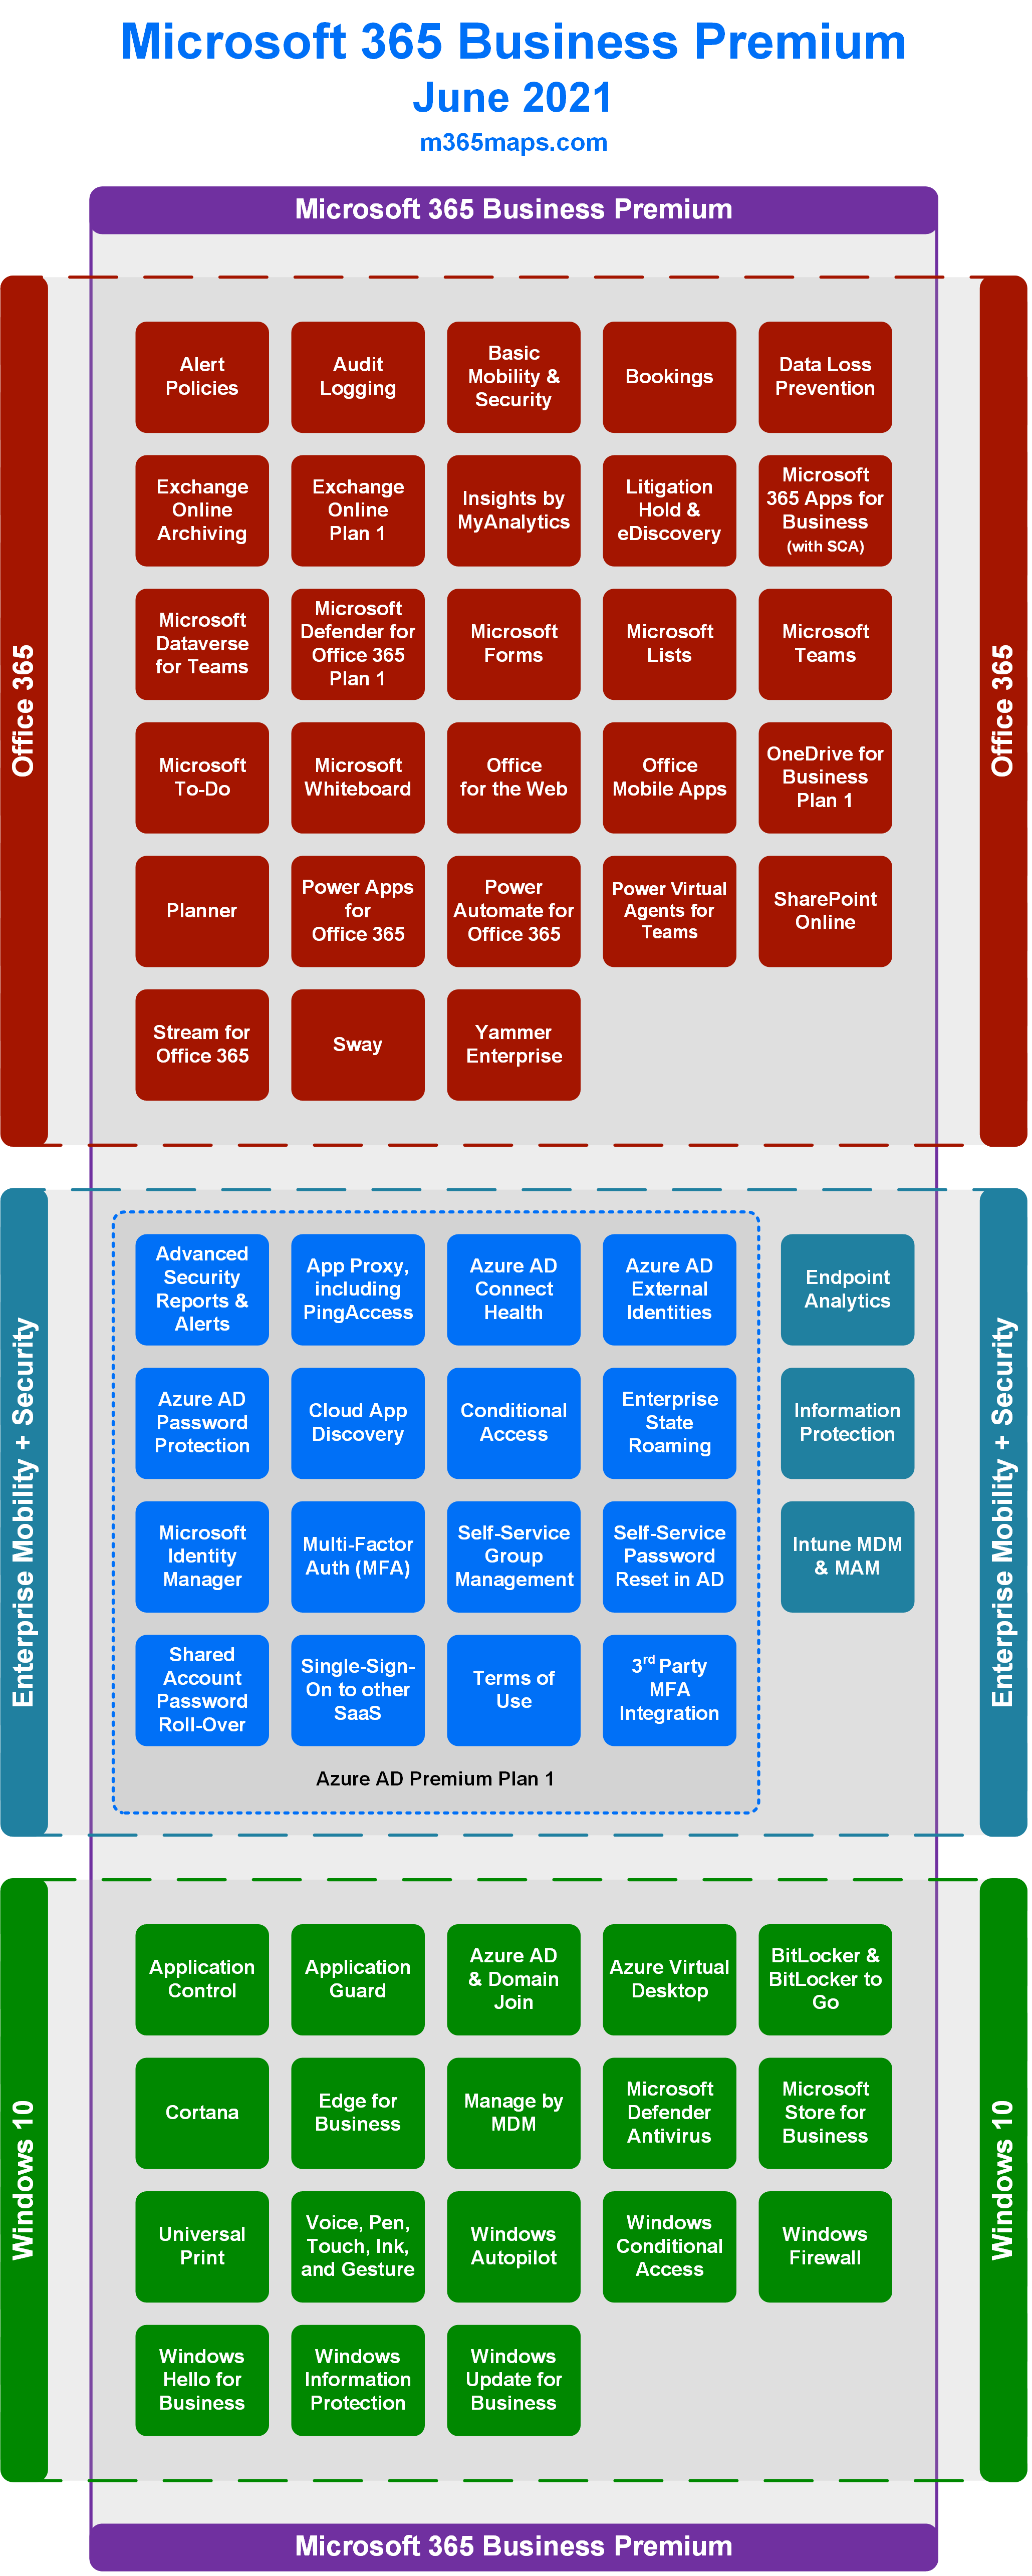 Microsoft 365 Business Premium
June 2021
m365maps.com
Microsoft 365 Business Premium
Office 365
Office 365
Alert
Policies
Audit
Logging
Basic
Mobility &
Security
Bookings
Data Loss
Prevention
Exchange
Online
Archiving
Exchange
Online
Plan 1
Insights by
MyAnalytics
Litigation
Hold &
eDiscovery
Microsoft
365 Apps for
Business
(with SCA)
Microsoft
Dataverse
for Teams
Microsoft
Defender for
Office 365
Plan 1
Microsoft
Forms
Microsoft
Lists
Microsoft
Teams
Microsoft
To-Do
Microsoft
Whiteboard
Office
for the Web
Office
Mobile Apps
OneDrive for
Business
Plan 1
Planner
Power Apps
for
Office 365
Power
Automate for
Office 365
Power Virtual
Agents for
Teams
SharePoint
Online
Stream for
Office 365
Sway
Yammer
Enterprise
Enterprise Mobility + Security
Enterprise Mobility + Security
Advanced
Security
Reports &
Alerts
App Proxy,
including
PingAccess
Azure AD
Connect
Health
Azure AD
External
Identities
Endpoint
Analytics
Azure AD
Password
Protection
Cloud App
Discovery
Conditional
Access
Enterprise
State
Roaming
Information
Protection
Microsoft
Identity
Manager
Multi-Factor
Auth (MFA)
Self-Service
Group
Management
Self-Service
Password
Reset in AD
Intune MDM
& MAM
Shared
Account
Password
Roll-Over
Single-Sign-
On to other
SaaS
Terms of
Use
3rd Party
MFA
Integration
Azure AD Premium Plan 1
Windows 10
Windows 10
Application
Control
Application
Guard
Azure AD
& Domain
Join
Azure Virtual
Desktop
BitLocker &
BitLocker to
Go
Cortana
Edge for
Business
Manage by
MDM
Microsoft
Defender
Antivirus
Microsoft
Store for
Business
Universal
Print
Voice, Pen,
Touch, Ink,
and Gesture
Windows
Autopilot
Windows
Conditional
Access
Windows
Firewall
Windows
Hello for
Business
Windows
Information
Protection
Windows
Update for
Business
Microsoft 365 Business Premium